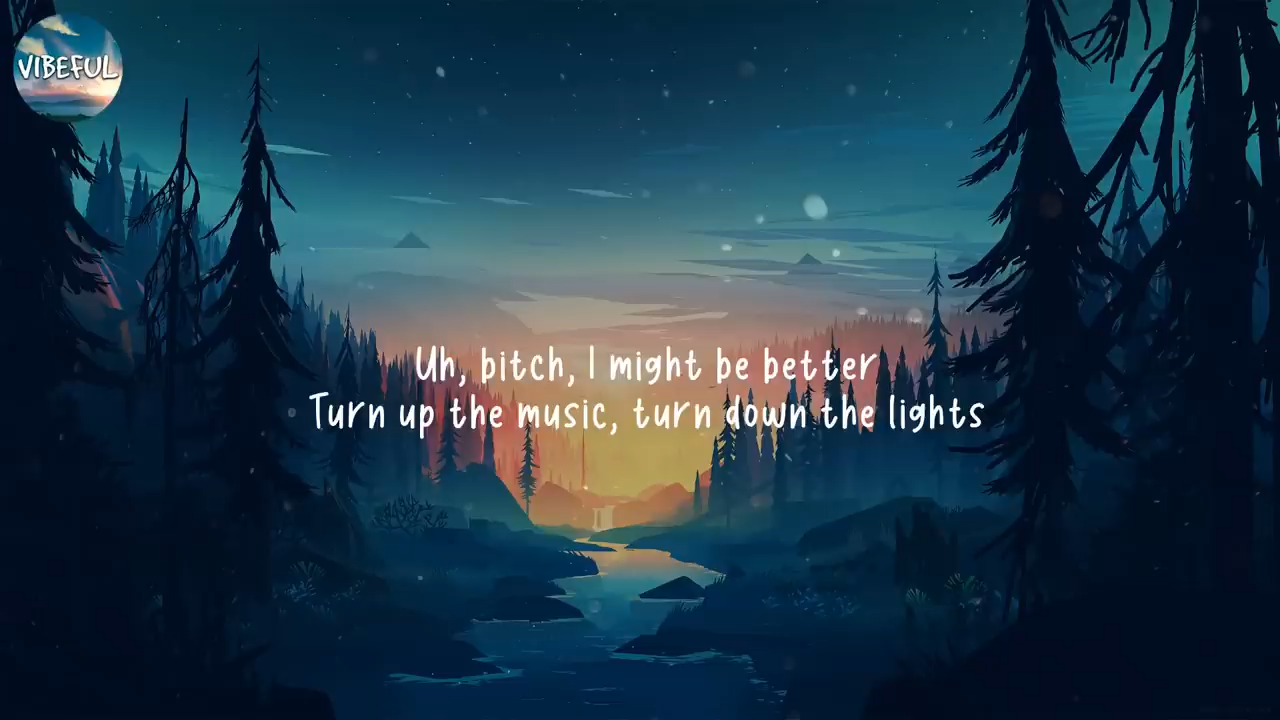 VIBEFUL
Uh, bitch, I might be better
Turn up the music, turn down the lights